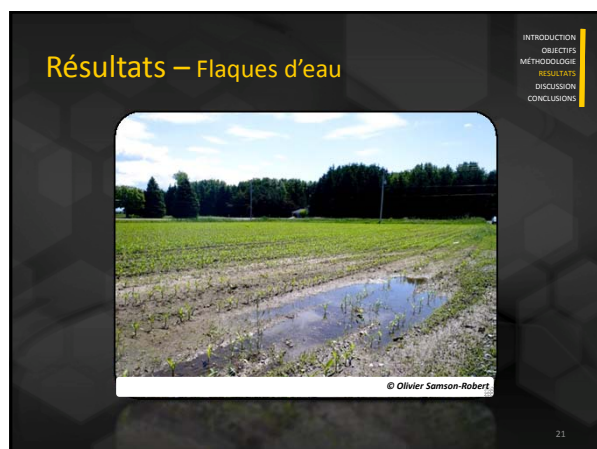 Résultats – Flaques d'eau
INTRODUCTION
OBJECTIFS
MÉTHODOLOGIE
RESULTATS
DISCUSSION
CONCLUSIONS
© Olivier Samson-Robert
21